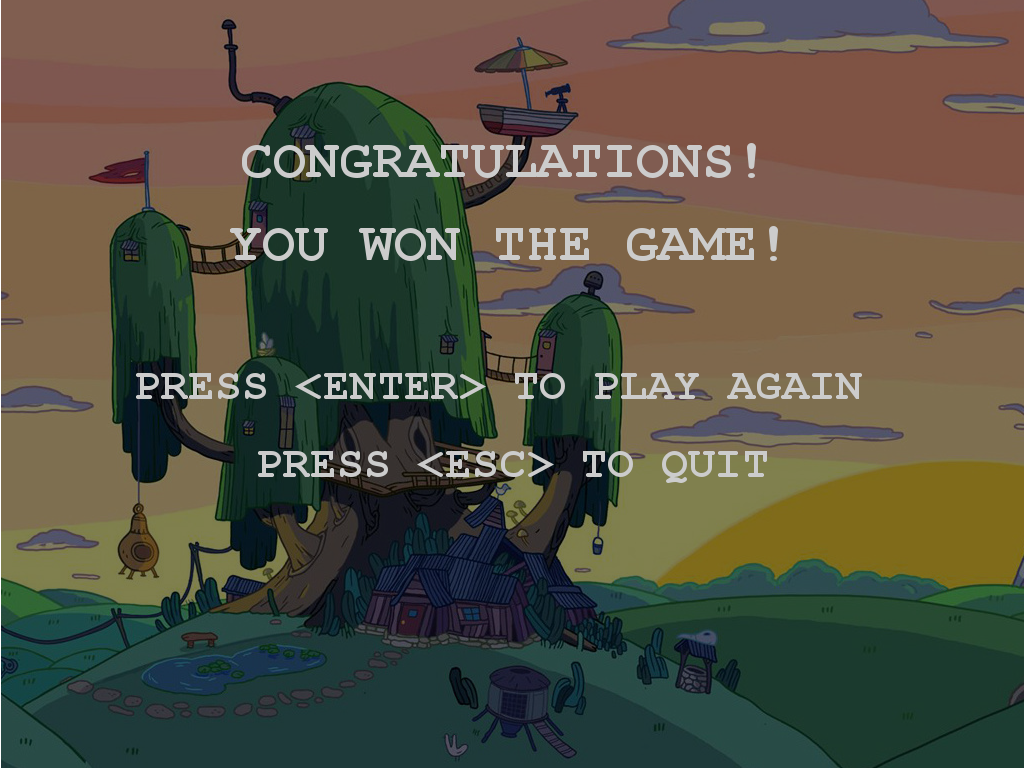 CONGRATULATIONS!
YOU WON THE GAME!
PRESS <ENTER> TO PLAY AGAIN
PRESS <ESC> TO QUIT